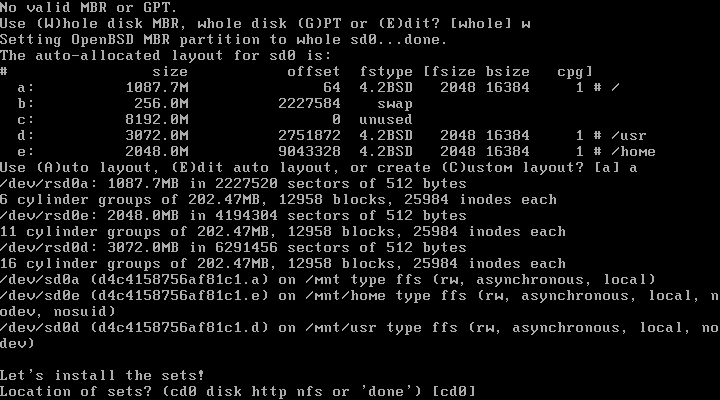 No valid MBR or GPT.
Use (W)hole disk MBR, whole disk (G)PT or (E)dit? [whole] w
Setting OpenBSD MBR partition to whole sd0...done.
The auto-allocated layout for sd0 is:
#                size           offset  fstype [fsize bsize   cpg]
  a:          1087.7M               64  4.2BSD   2048 16384     1 # /
  b:           256.0M          2227584    swap
  c:          8192.0M                0  unused
  d:          3072.0M          2751872  4.2BSD   2048 16384     1 # /usr
  e:          2048.0M          9043328  4.2BSD   2048 16384     1 # /home
Use (A)uto layout, (E)dit auto layout, or create (C)ustom layout? [a] a
/dev/rsd0a: 1087.7MB in 2227520 sectors of 512 bytes
6 cylinder groups of 202.47MB, 12958 blocks, 25984 inodes each
/dev/rsd0e: 2048.0MB in 4194304 sectors of 512 bytes
11 cylinder groups of 202.47MB, 12958 blocks, 25984 inodes each
/dev/rsd0d: 3072.0MB in 6291456 sectors of 512 bytes
16 cylinder groups of 202.47MB, 12958 blocks, 25984 inodes each
/dev/sd0a (d4c4158756af81c1.a) on /mnt type ffs (rw, asynchronous, local)
/dev/sd0e (d4c4158756af81c1.e) on /mnt/home type ffs (rw, asynchronous, local, n
odev, nosuid)
/dev/sd0d (d4c4158756af81c1.d) on /mnt/usr type ffs (rw, asynchronous, local, no
dev)
Let's install the sets!
Location of sets? (cd0 disk http nfs or 'done') [cd0]